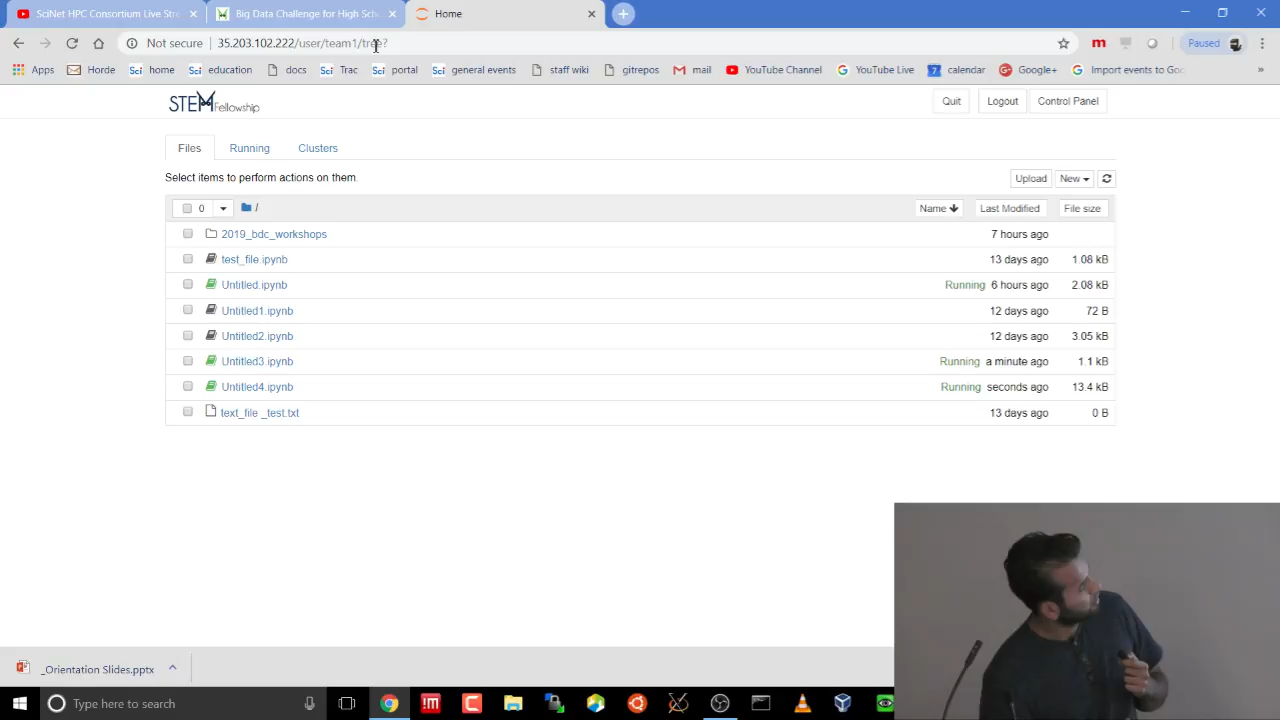 SciNet HPC Consortium Live Stre
Big Data Challenge for High Sch
Home
Not secure 35.203.102.222/user/team1/tree?
Paused
Apps Horde home education docs Trac portal general events staff wiki gitrepos mail YouTube Channel YouTube Live calendar Google+ Import events to Go
STEM Fellowship
Quit Logout Control Panel
Files Running Clusters
Select items to perform actions on them.
Upload New
0 / Name Last Modified File size
2019_bdc_workshops 7 hours ago
test_file.ipynb 13 days ago 1.08 kB
Untitled.ipynb Running 6 hours ago 2.08 kB
Untitled1.ipynb 12 days ago 72 B
Untitled2.ipynb 12 days ago 3.05 kB
Untitled3.ipynb Running a minute ago 1.1 kB
Untitled4.ipynb Running seconds ago 13.4 kB
text_file _test.txt 13 days ago 0 B
_Orientation Slides.pptx
Type here to search